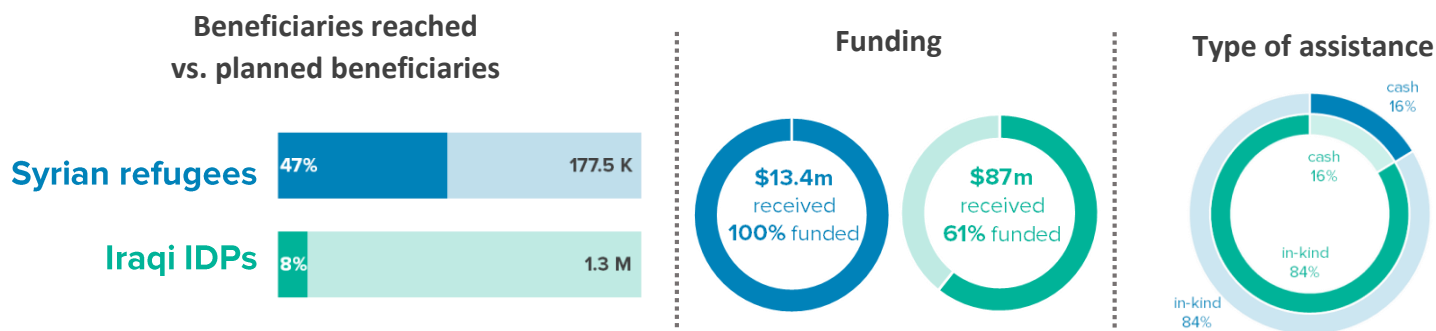 Beneficiaries reached
vs. planned beneficiaries
Syrian refugees
47%
177.5 K
Iraqi IDPs
8%
1.3 M
Funding
$13.4m
received
100% funded
$87m
received
61% funded
Type of assistance
cash
16%
cash
16%
in-kind
84%
in-kind
84%